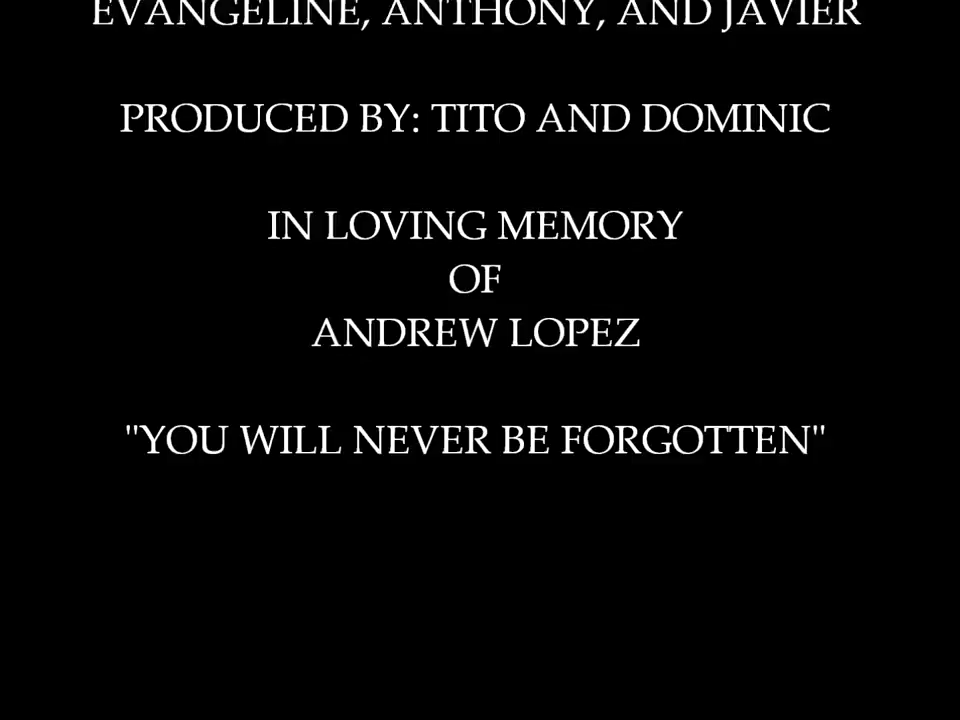 EVANGELINE, ANTHONY, AND JAVIER
PRODUCED BY: TITO AND DOMINIC
IN LOVING MEMORY
OF
ANDREW LOPEZ
"YOU WILL NEVER BE FORGOTTEN"